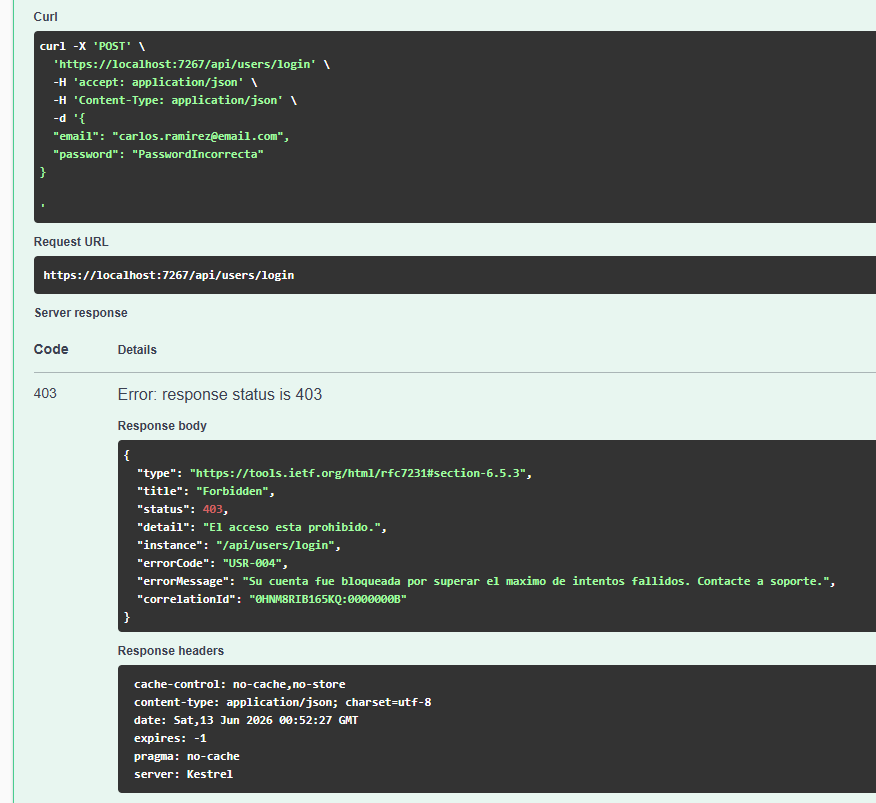 Curl
curl -X 'POST' \
  'https://localhost:7267/api/users/login' \
  -H 'accept: application/json' \
  -H 'Content-Type: application/json' \
  -d '{
  "email": "carlos.ramirez@email.com",
  "password": "PasswordIncorrecta"
}
'
Request URL
https://localhost:7267/api/users/login
Server response
Code Details
403 Error: response status is 403
Response body
{
  "type": "https://tools.ietf.org/html/rfc7231#section-6.5.3",
  "title": "Forbidden",
  "status": 403,
  "detail": "El acceso esta prohibido.",
  "instance": "/api/users/login",
  "errorCode": "USR-004",
  "errorMessage": "Su cuenta fue bloqueada por superar el maximo de intentos fallidos. Contacte a soporte.",
  "correlationId": "0HNM8RIB165KQ:0000000B"
}
Response headers
cache-control: no-cache,no-store
content-type: application/json; charset=utf-8
date: Sat,13 Jun 2026 00:52:27 GMT
expires: -1
pragma: no-cache
server: Kestrel